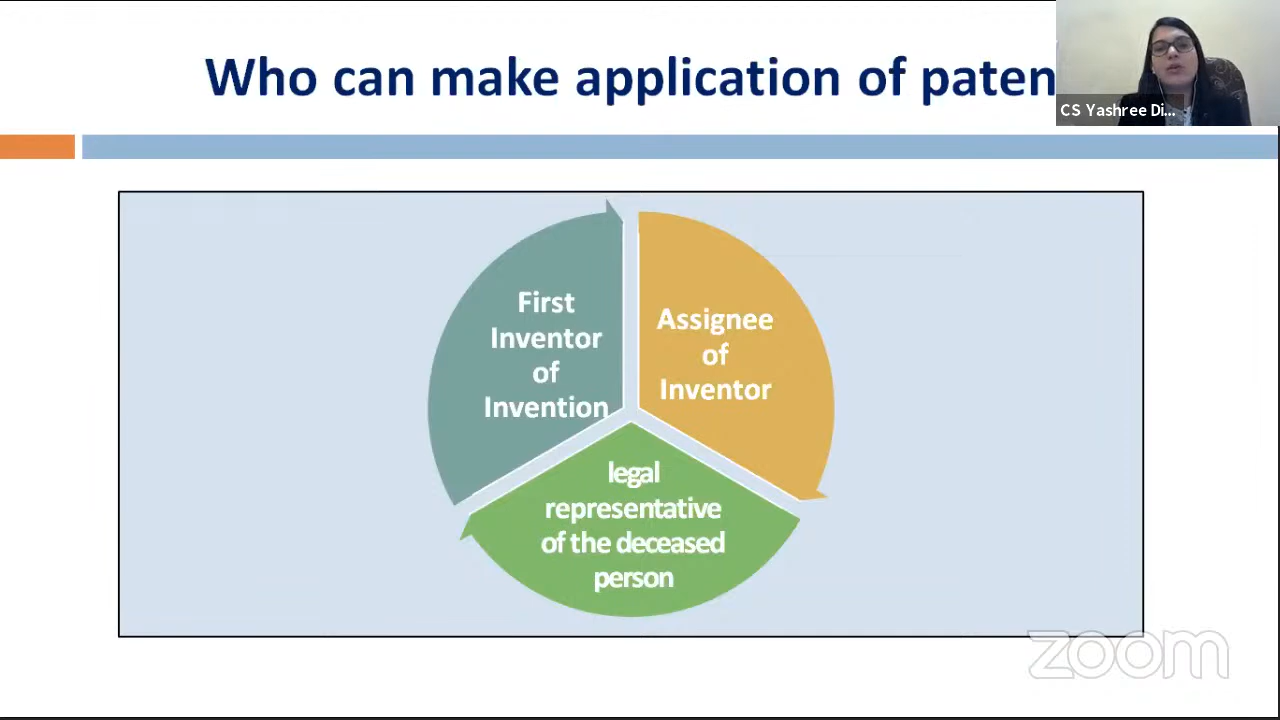 Who can make application of paten
CS Yashree Di...
First
Inventor
of
Invention
Assignee
of
Inventor
legal
representative
of the deceased
person
zoom